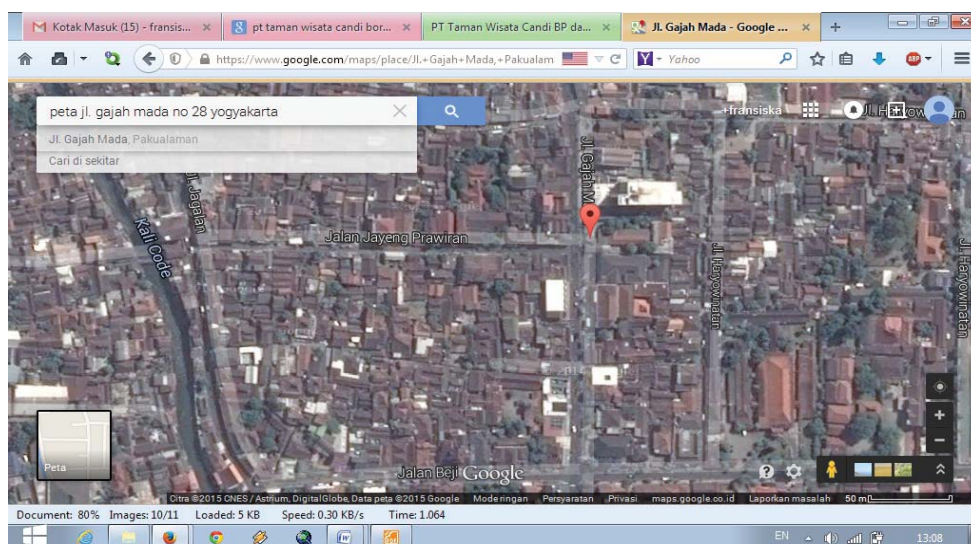 Kotak Masuk (15) - fransis...
pt taman wisata candi bor...
PT Taman Wisata Candi BP da...
Jl. Gajah Mada - Google ...
https://www.google.com/maps/place/Jl.+Gajah+Mada,+Pakualam
Yahoo
peta jl. gajah mada no 28 yogyakarta
+fransiska
Jl. Gajah Mada, Pakualaman
Cari di sekitar
Jl. Gajah M
Jl. Jagalan
Kali Code
Jalan Jayeng Prawiran
Jl. Haryowinatan
Jl. Haryowinatan
Peta
Jalan Beji
Google
Citra ©2015 CNES / Astrium, DigitalGlobe, Data peta ©2015 Google Mode ringan Persyaratan Privasi maps.google.co.id Laporkan masalah 50 m
Document: 80% Images: 10/11 Loaded: 5 KB Speed: 0.30 KB/s Time: 1.064
EN
13:08